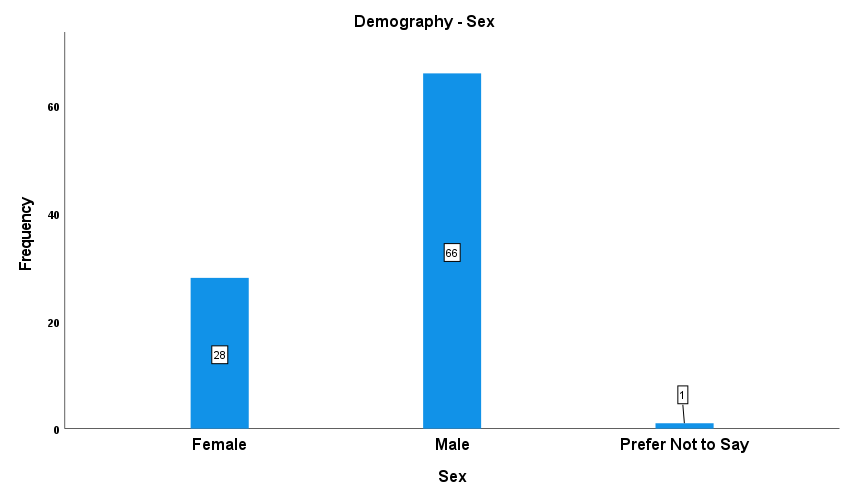 Demography - Sex
60
40
20
0
Frequency
28
66
1
Female
Male
Prefer Not to Say
Sex